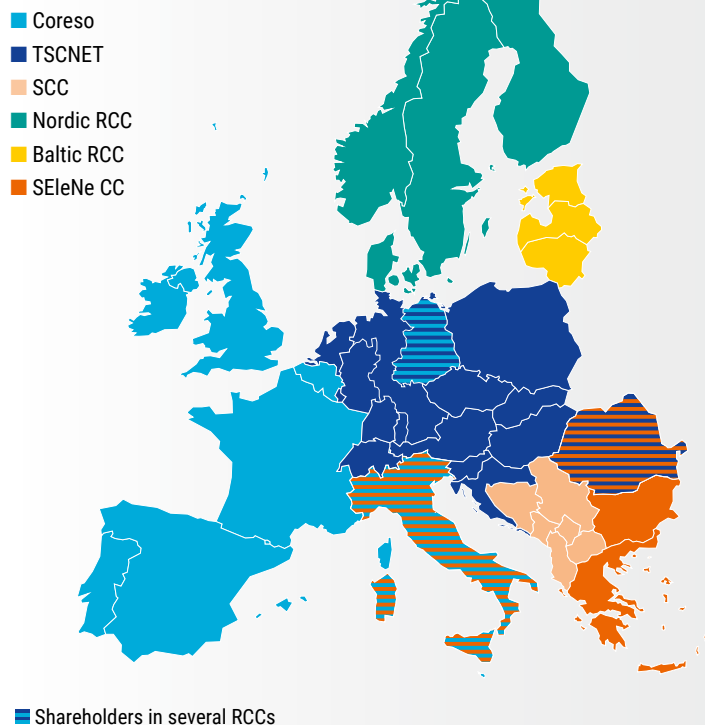 Coreso
TSCNET
SCC
Nordic RCC
Baltic RCC
SEleNe CC
Shareholders in several RCCs